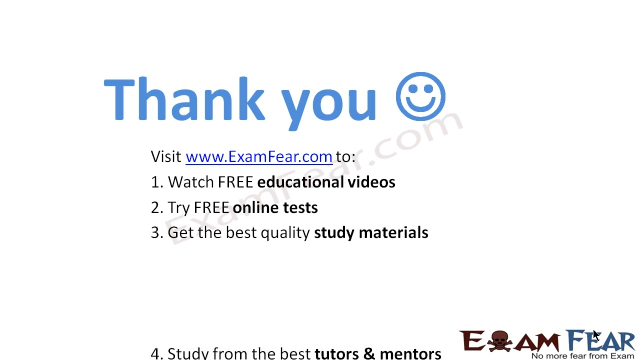 Thank you ☺
Visit www.ExamFear.com to:
1. Watch FREE educational videos
2. Try FREE online tests
3. Get the best quality study materials
ExamFear.com
4. Study from the best tutors & mentors
EXAM FEAR
No more fear from Exam